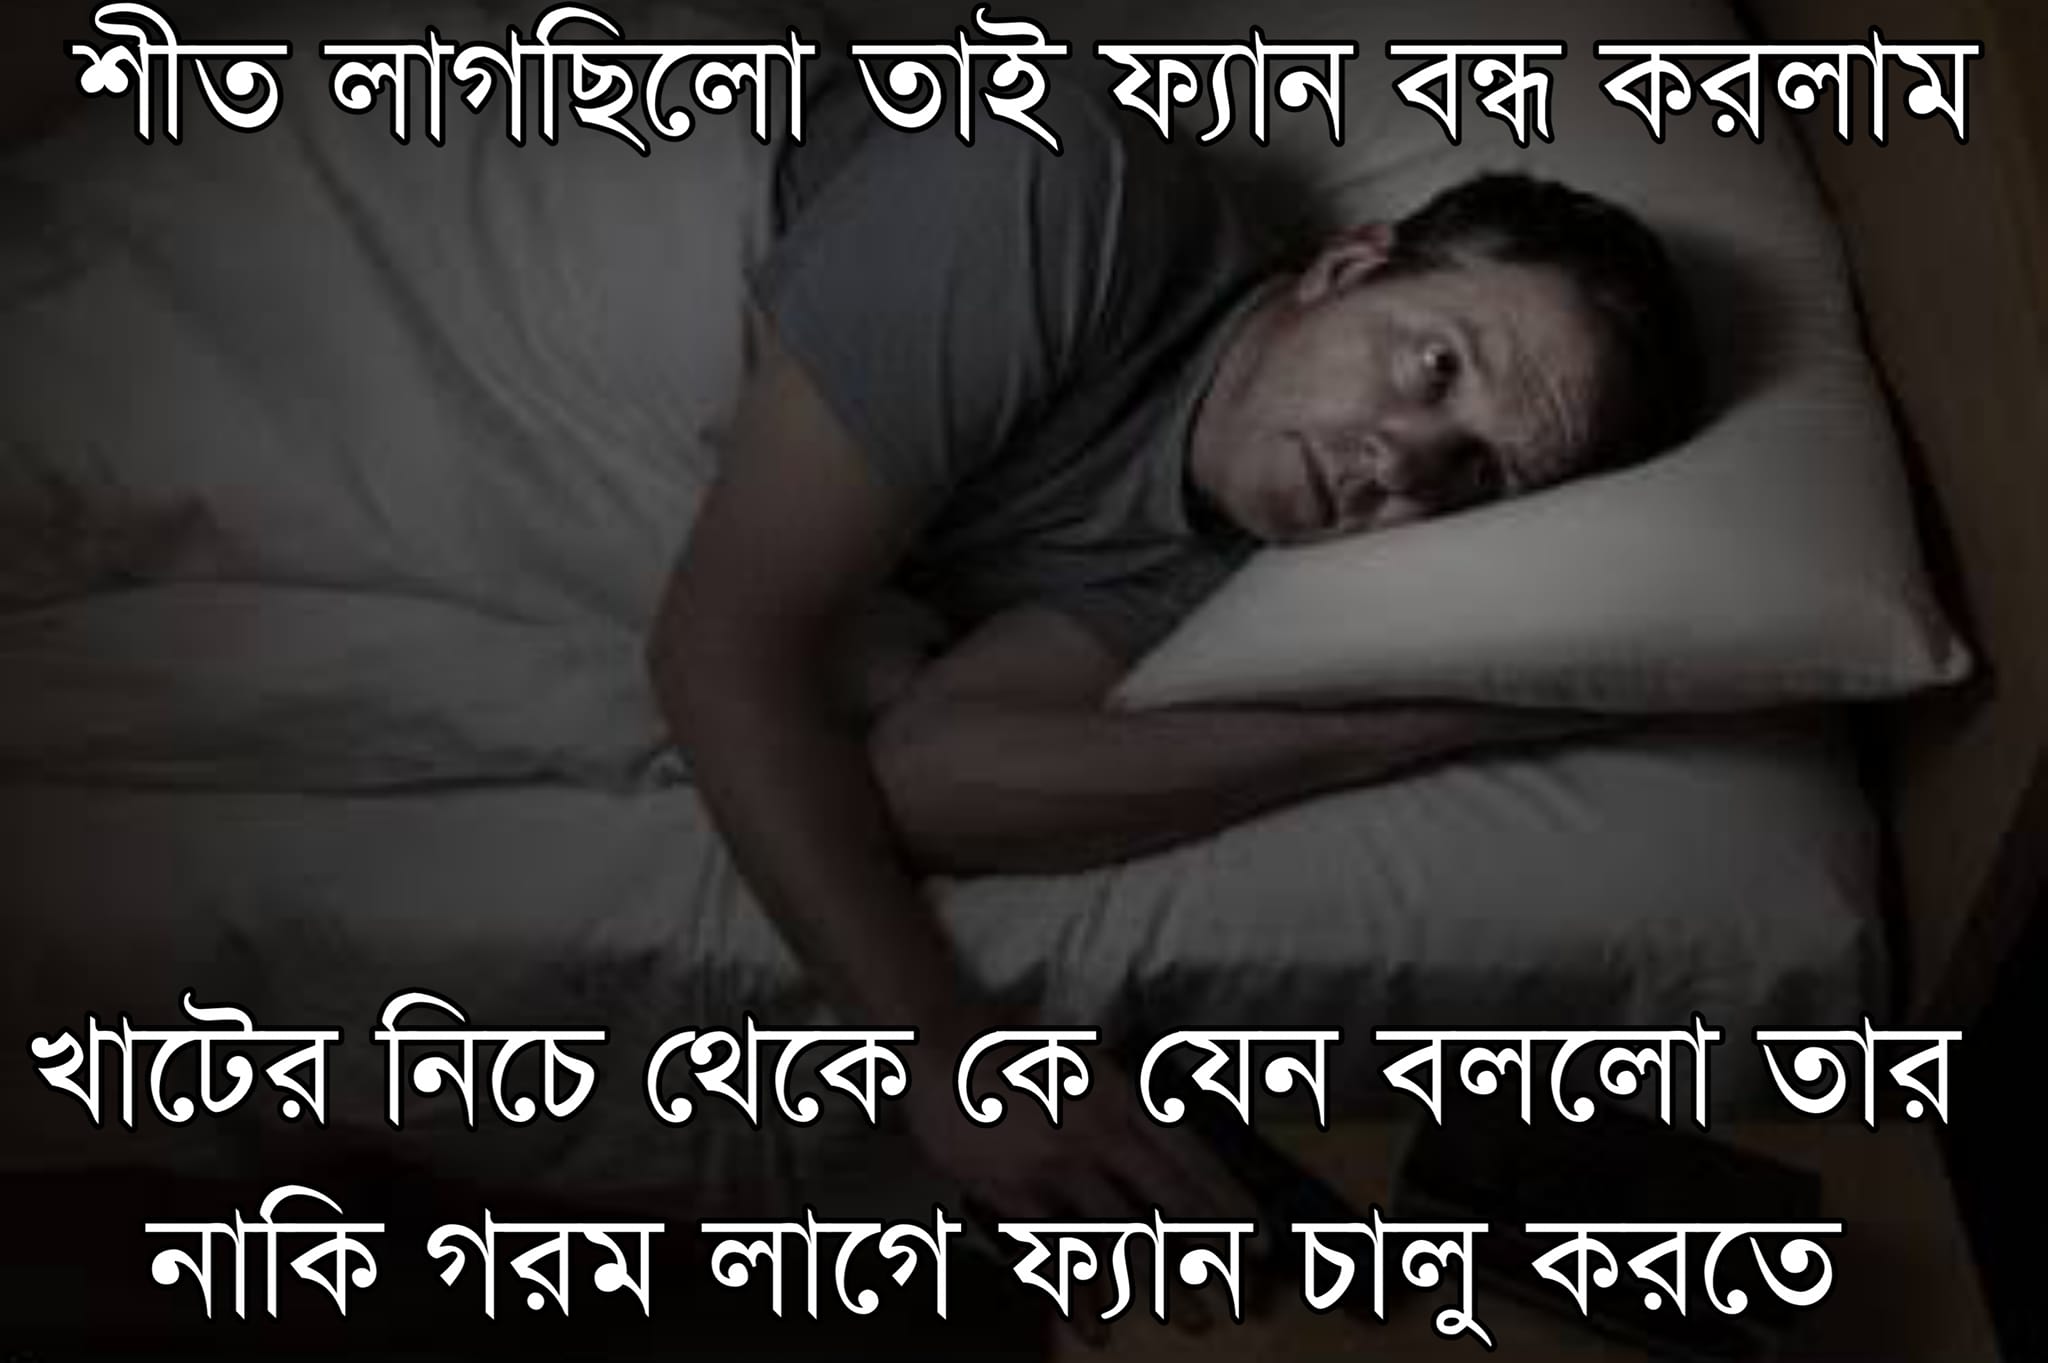 শীত লাগছিলো তাই ফ্যান বন্ধ করলাম
খাটের নিচে থেকে কে যেন বললো তার
নাকি গরম লাগে ফ্যান চালু করতে